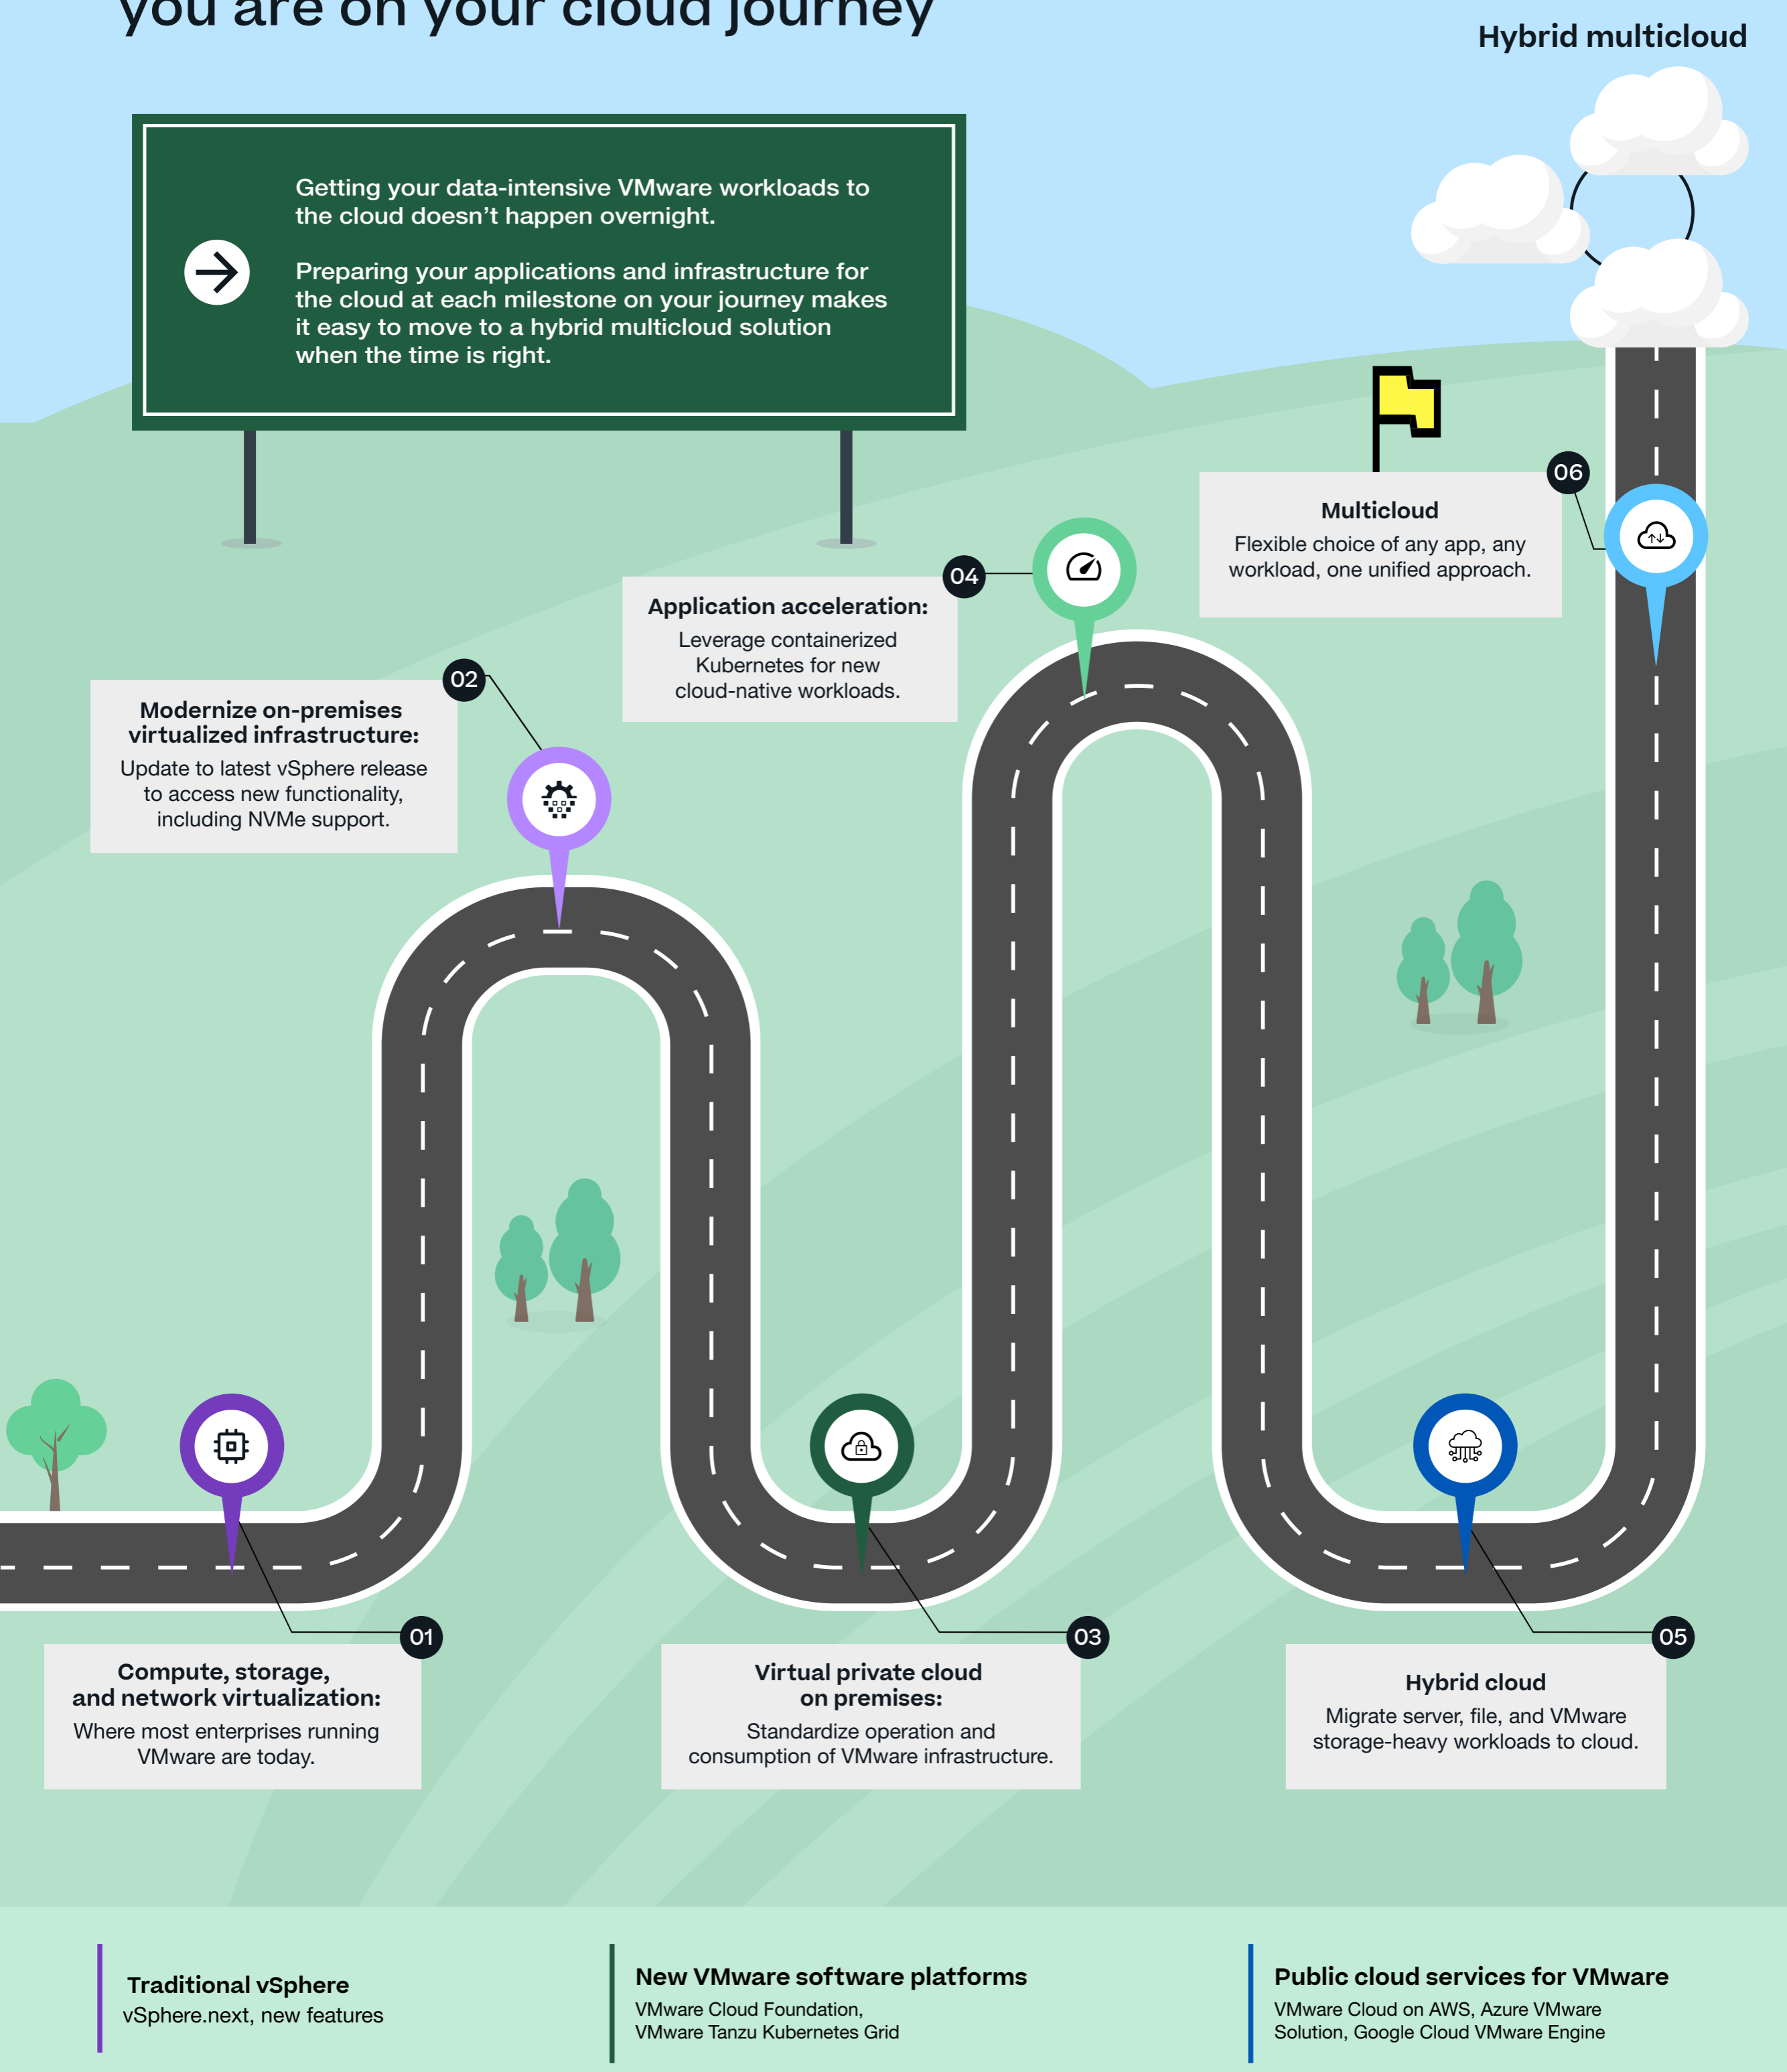 you are on your cloud journey
Hybrid multicloud
Getting your data-intensive VMware workloads to
the cloud doesn’t happen overnight.
Preparing your applications and infrastructure for
the cloud at each milestone on your journey makes
it easy to move to a hybrid multicloud solution
when the time is right.
06
Multicloud
Flexible choice of any app, any
workload, one unified approach.
04
Application acceleration:
Leverage containerized
Kubernetes for new
cloud-native workloads.
02
Modernize on-premises
virtualized infrastructure:
Update to latest vSphere release
to access new functionality,
including NVMe support.
01
Compute, storage,
and network virtualization:
Where most enterprises running
VMware are today.
03
Virtual private cloud
on premises:
Standardize operation and
consumption of VMware infrastructure.
05
Hybrid cloud
Migrate server, file, and VMware
storage-heavy workloads to cloud.
Traditional vSphere
vSphere.next, new features
New VMware software platforms
VMware Cloud Foundation,
VMware Tanzu Kubernetes Grid
Public cloud services for VMware
VMware Cloud on AWS, Azure VMware
Solution, Google Cloud VMware Engine